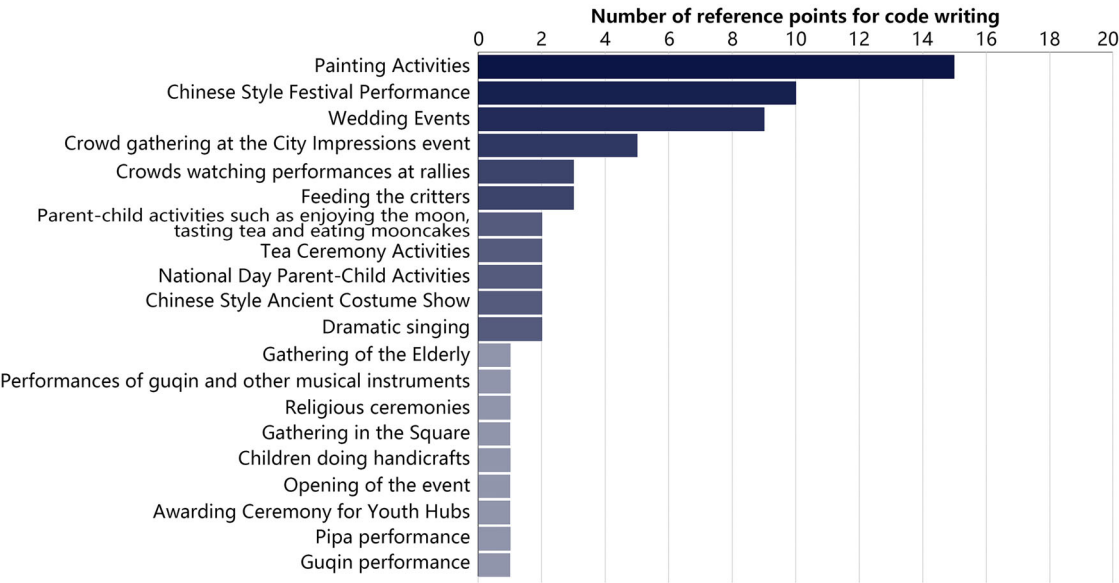 Number of reference points for code writing
0 2 4 6 8 10 12 14 16 18 20
Painting Activities
Chinese Style Festival Performance
Wedding Events
Crowd gathering at the City Impressions event
Crowds watching performances at rallies
Feeding the critters
Parent-child activities such as enjoying the moon,
tasting tea and eating mooncakes
Tea Ceremony Activities
National Day Parent-Child Activities
Chinese Style Ancient Costume Show
Dramatic singing
Gathering of the Elderly
Performances of guqin and other musical instruments
Religious ceremonies
Gathering in the Square
Children doing handicrafts
Opening of the event
Awarding Ceremony for Youth Hubs
Pipa performance
Guqin performance